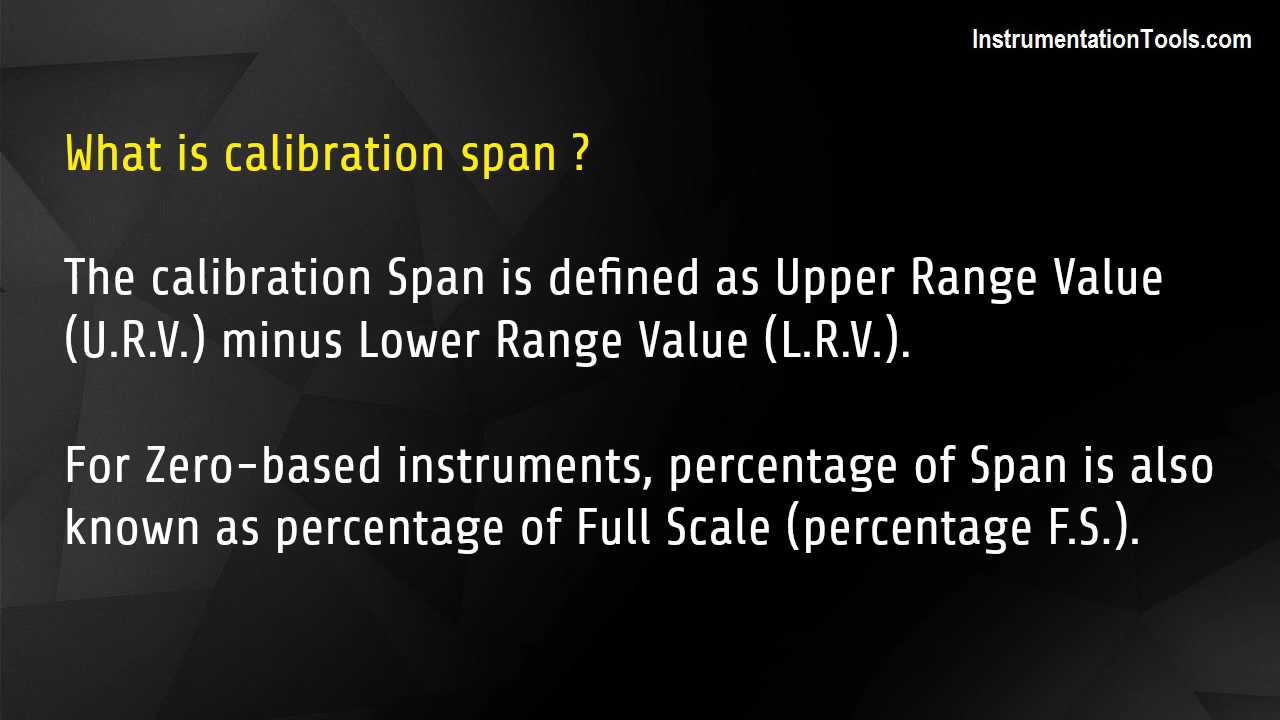 InstrumentationTools.com
What is calibration span ?
The calibration Span is defined as Upper Range Value
(U.R.V.) minus Lower Range Value (L.R.V.).
For Zero-based instruments, percentage of Span is also
known as percentage of Full Scale (percentage F.S.).